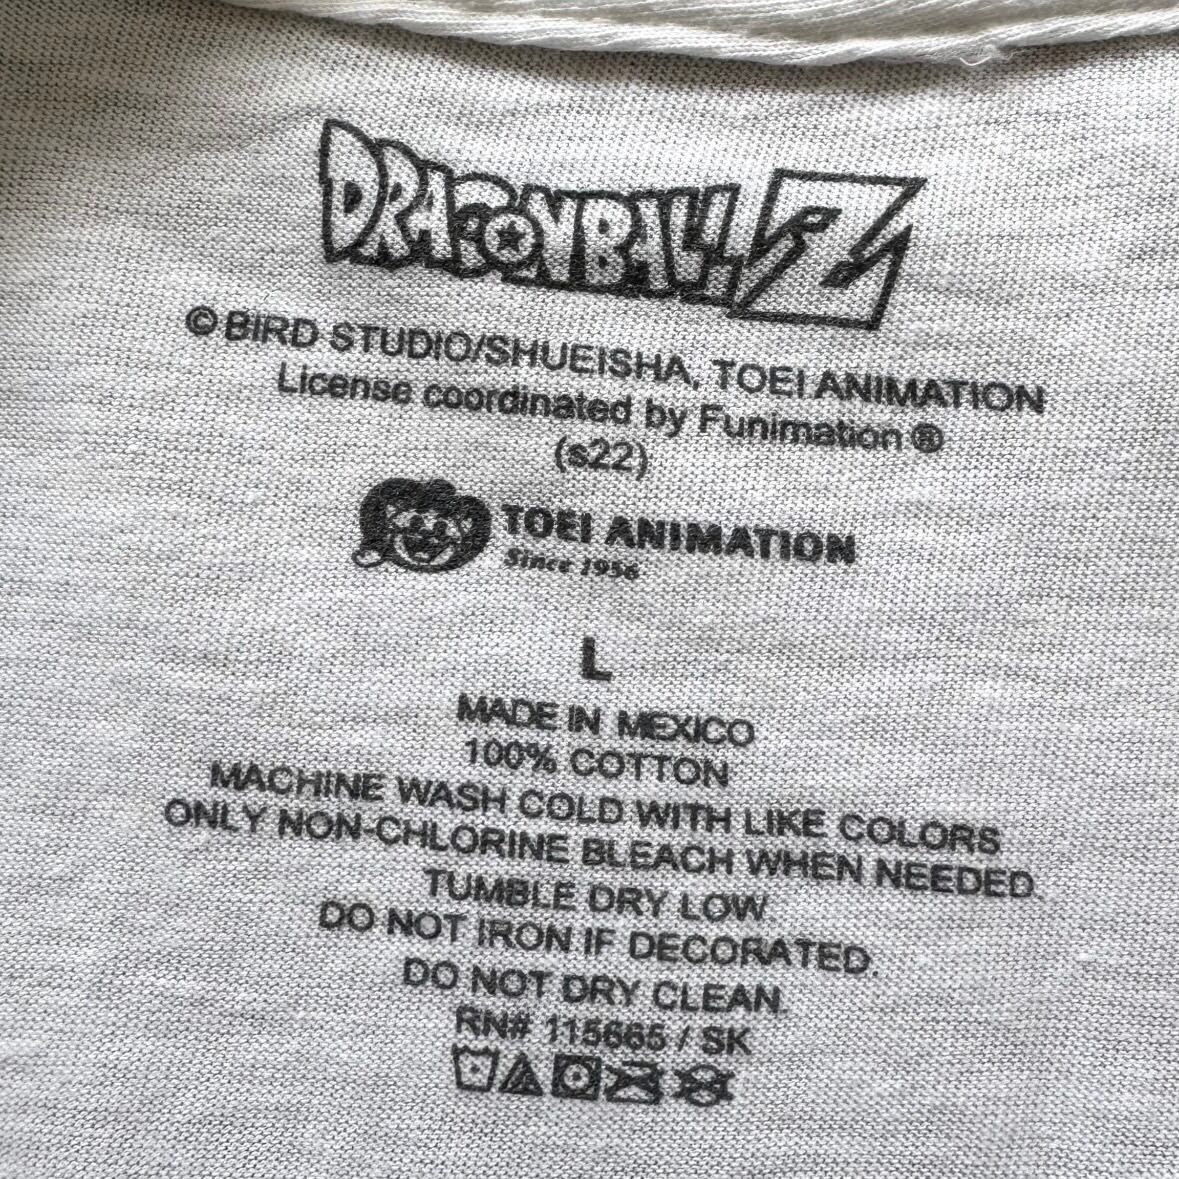 DRAGONBALL Z
© BIRD STUDIO/SHUEISHA, TOEI ANIMATION
License coordinated by Funimation ®
(s22)
TOEI ANIMATION
Since 1956
L
MADE IN MEXICO
100% COTTON
MACHINE WASH COLD WITH LIKE COLORS
ONLY NON-CHLORINE BLEACH WHEN NEEDED.
TUMBLE DRY LOW.
DO NOT IRON IF DECORATED.
DO NOT DRY CLEAN.
RN# 115665 / SK